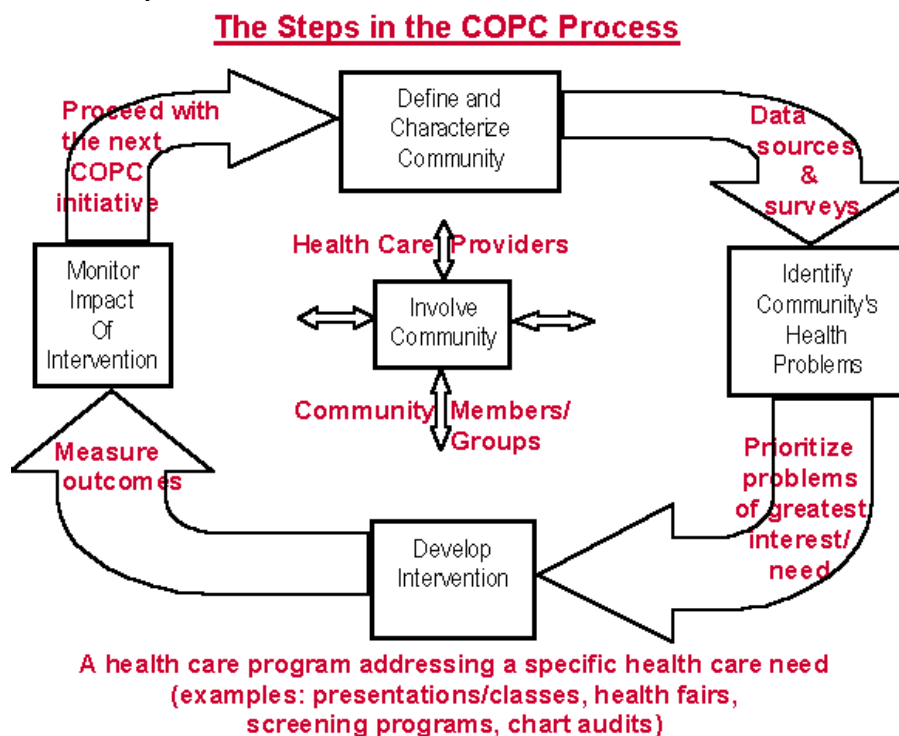 The Steps in the COPC Process
Define and
Characterize
Community
Data
sources
&
surveys
Identify
Community's
Health
Problems
Prioritize
problems
of greatest
interest/
need
Develop
Intervention
A health care program addressing a specific health care need
(examples: presentations/classes, health fairs,
screening programs, chart audits)
Measure
outcomes
Monitor
Impact
Of
Intervention
Proceed with
the next
COPC
initiative
Health Care Providers
Involve
Community
Community Members/
Groups